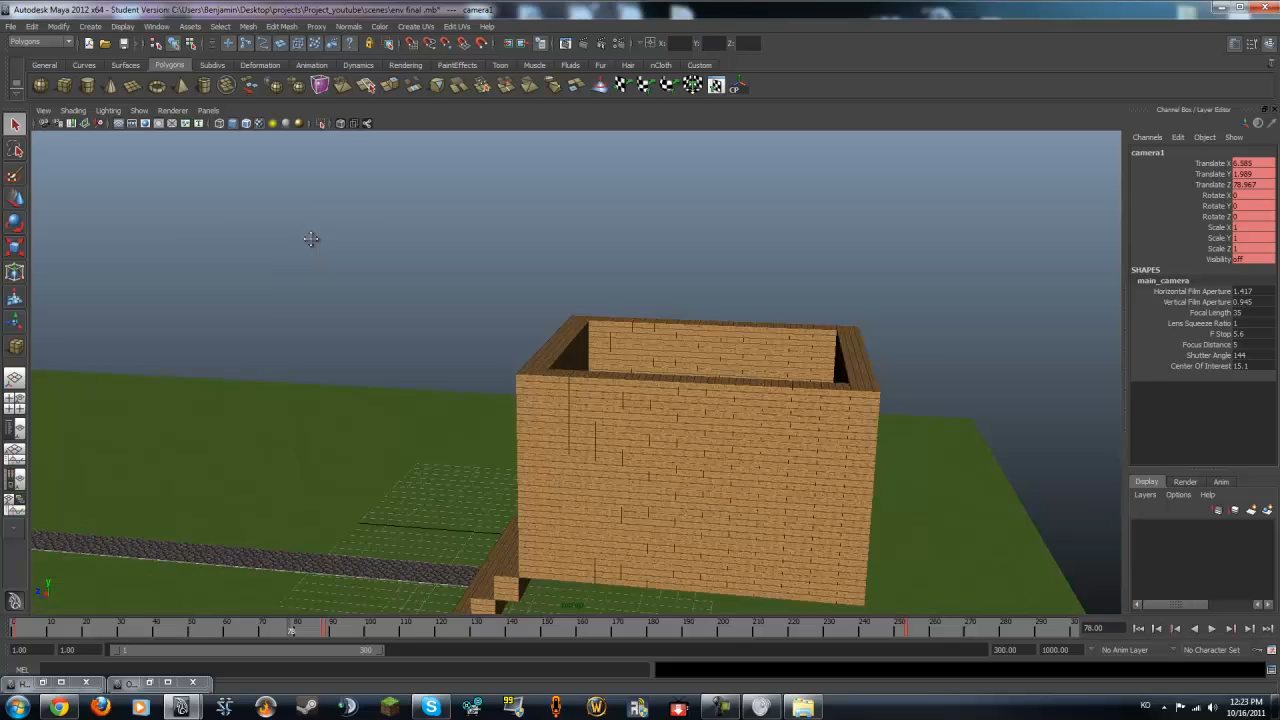 Autodesk Maya 2012 x64 - Student Version: C:\Users\Benjamin\Desktop\projects\Project_youtube\scenes\env final .mb* --- camera1
File Edit Modify Create Display Window Assets Select Mesh Edit Mesh Proxy Normals Color Create UVs Edit UVs Help
Polygons X: Y: Z:
General Curves Surfaces Polygons Subdivs Deformation Animation Dynamics Rendering PaintEffects Toon Muscle Fluids Fur Hair nCloth Custom
CP
View Shading Lighting Show Renderer Panels
Channel Box / Layer Editor
Channels Edit Object Show
camera1
Translate X 6.585
Translate Y 1.989
Translate Z 78.967
Rotate X 0
Rotate Y 0
Rotate Z 0
Scale X 1
Scale Y 1
Scale Z 1
Visibility off
SHAPES
main_camera
Horizontal Film Aperture 1.417
Vertical Film Aperture 0.945
Focal Length 35
Lens Squeeze Ratio 1
F Stop 5.6
Focus Distance 5
Shutter Angle 144
Center Of Interest 15.1
Display Render Anim
Layers Options Help
y
z
persp
0 10 20 30 40 50 60 70 80 90 100 110 120 130 140 150 160 170 180 190 200 210 220 230 240 250 260 270 280 290 30
78
78.00
1.00 1.00 1 300 300.00 1000.00 No Anim Layer No Character Set
MEL
H... O...
99
KO 12:23 PM
10/16/2011